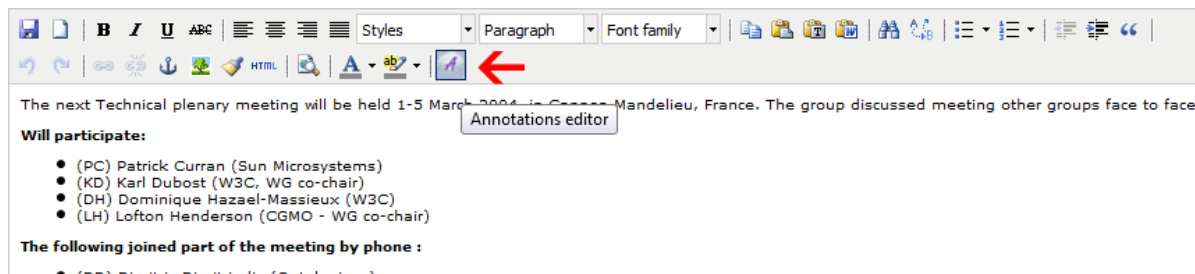 B I U ABC Styles Paragraph Font family
HTML A ab A
The next Technical plenary meeting will be held 1-5 March 2004, in Cannes Mandelieu, France. The group discussed meeting other groups face to face
Annotations editor
Will participate:
(PC) Patrick Curran (Sun Microsystems)
(KD) Karl Dubost (W3C, WG co-chair)
(DH) Dominique Hazael-Massieux (W3C)
(LH) Lofton Henderson (CGMO - WG co-chair)
The following joined part of the meeting by phone :